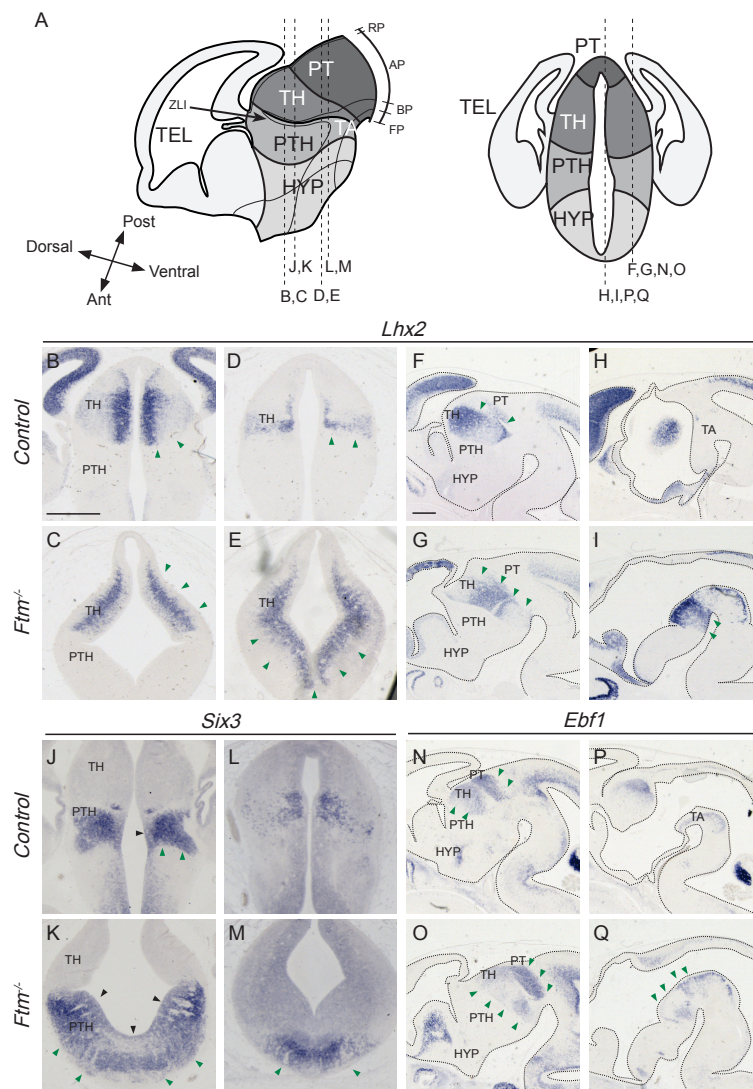 A
RP
PT
PT
AP
TH
ZLI
BP
TEL
TA
FP
TEL
TH
PTH
PTH
HYP
HYP
Post
Dorsal
Ventral
Ant
J,K
L,M
B,C
D,E
F,G,N,O
H,I,P,Q
Lhx2
Control
B
TH
PTH
D
TH
F
PT
TH
PTH
HYP
H
TA
Ftm-/-
C
TH
PTH
E
TH
G
PT
TH
PTH
HYP
I
Six3
Ebf1
Control
J
TH
PTH
L
N
PT
TH
PTH
HYP
P
TA
Ftm-/-
K
TH
PTH
M
O
PT
TH
PTH
HYP
Q